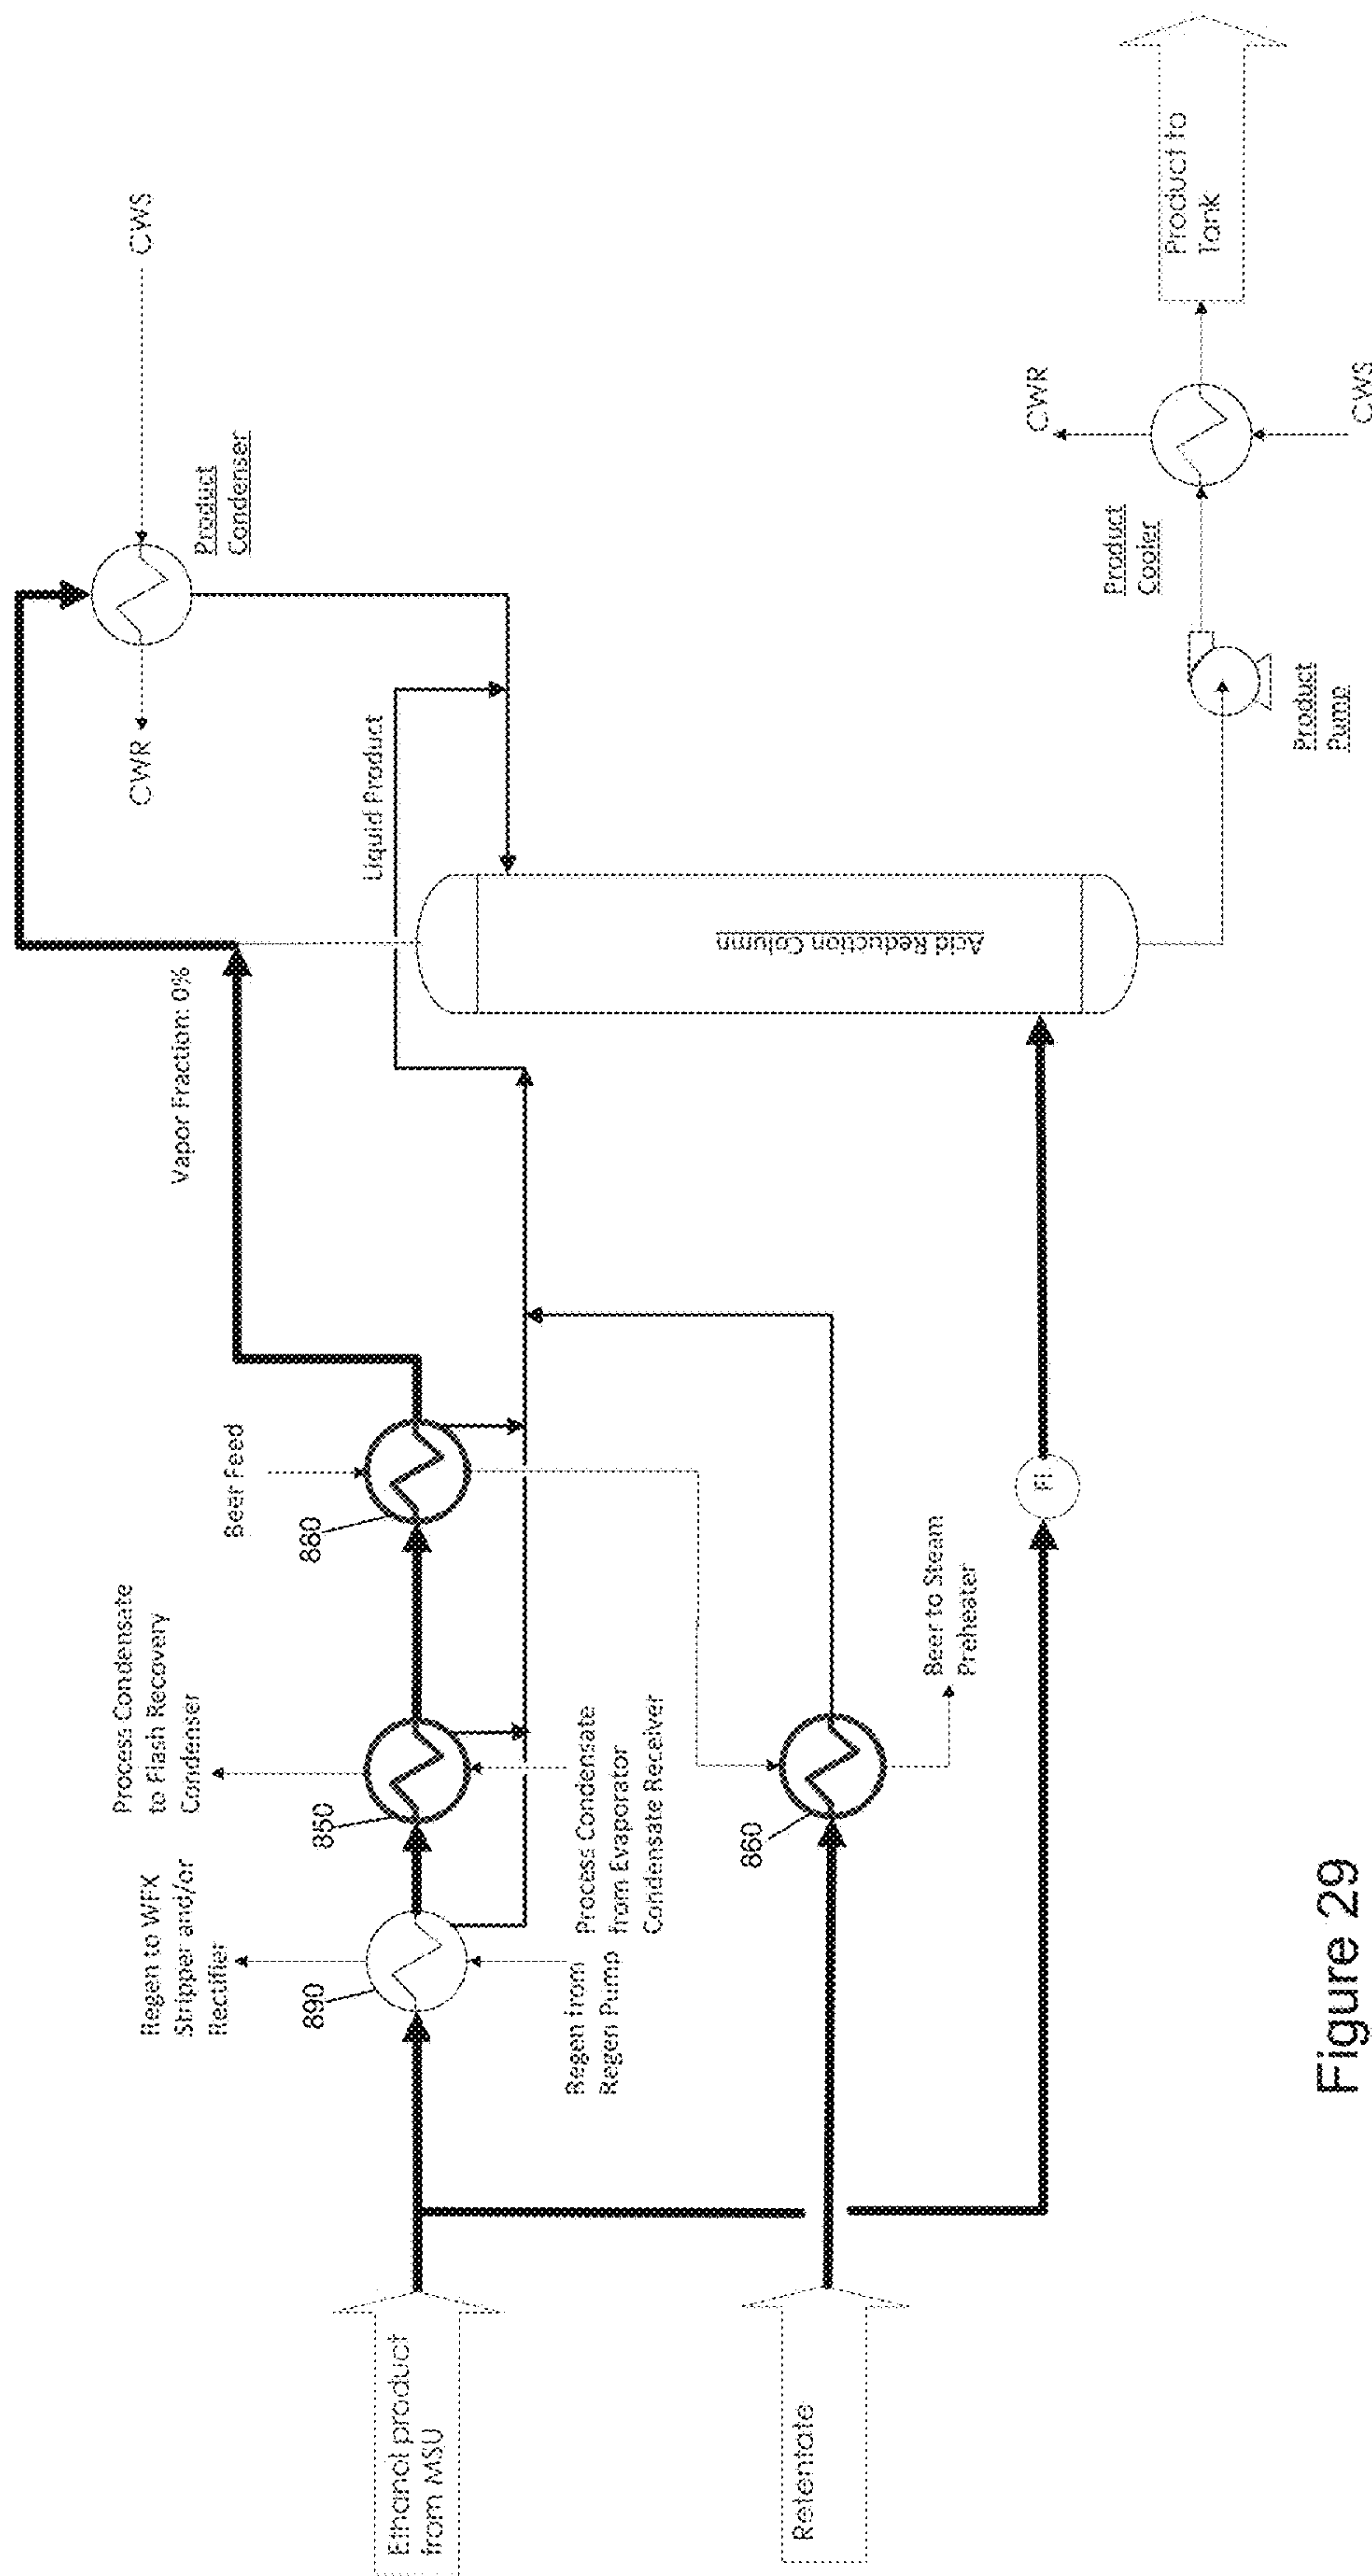 Ethanol product
from MSU
Retentate
Regen to WFX
Stripper and/or
Rectifier
890
Regen from
Regen Pump
Process Condensate
to Flash Recovery
Condenser
850
Process Condensate
from Evaporator
Condensate Receiver
860
Beer to Steam
Preheater
Beer Feed
880
FI
Vapor Fraction: 0%
Liquid Product
Acid Reduction Column
CWR
Product
Condenser
CWS
Product
Pump
Product
Cooler
CWR
CWS
Product to
Tank
Figure 29